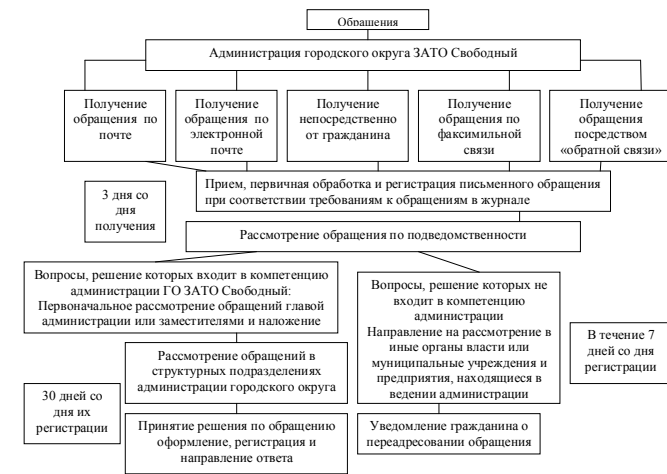 Обращения
Администрация городского округа ЗАТО Свободный
Получение
обращения по
почте
Получение
обращения по
электронной
почте
Получение
непосредственно
от гражданина
Получение
обращения по
факсимильной
связи
Получение
обращения
посредством
«обратной связи»
Прием, первичная обработка и регистрация письменного обращения
при соответствии требованиям к обращениям в журнале
3 дня со
дня
получения
Рассмотрение обращения по подведомственности
Вопросы, решение которых входит в компетенцию
администрации ГО ЗАТО Свободный:
Первоначальное рассмотрение обращений главой
администрации или заместителями и наложение
Вопросы, решение которых не
входит в компетенцию
администрации
Направление на рассмотрение в
иные органы власти или
муниципальные учреждения и
предприятия, находящиеся в
ведении администрации
В течение 7
дней со дня
регистрации
Рассмотрение обращений в
структурных подразделениях
администрации городского округа
30 дней со
дня их
регистрации
Принятие решения по обращению
оформление, регистрация и
направление ответа
Уведомление гражданина о
переадресовании обращения